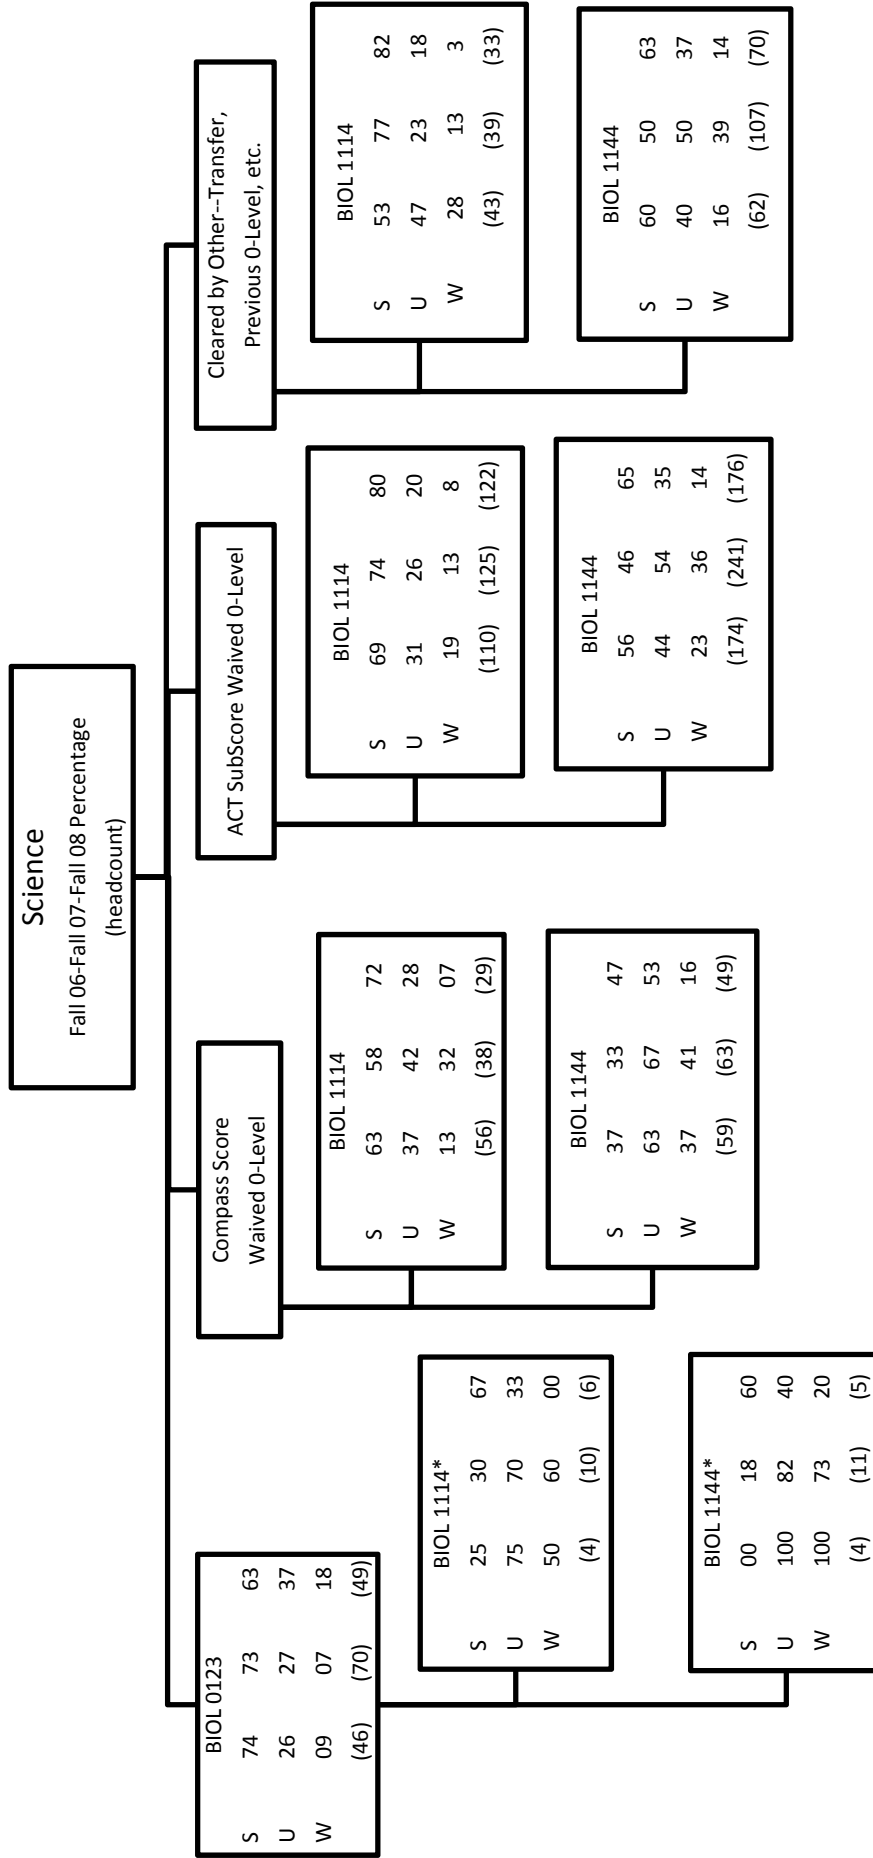 Science
Fall 06-Fall 07-Fall 08 Percentage
(headcount)
BIOL 0123
S 74 73 63
U 26 27 37
W 09 07 18
(46) (70) (49)
BIOL 1114*
S 25 30 67
U 75 70 33
W 50 60 00
(4) (10) (6)
BIOL 1144*
S 00 18 60
U 100 82 40
W 100 73 20
(4) (11) (5)
Compass Score
Waived 0-Level
BIOL 1114
S 63 58 72
U 37 42 28
W 13 32 07
(56) (38) (29)
BIOL 1144
S 37 33 47
U 63 67 53
W 37 41 16
(59) (63) (49)
ACT SubScore Waived 0-Level
BIOL 1114
S 69 74 80
U 31 26 20
W 19 13 8
(110) (125) (122)
BIOL 1144
S 56 46 65
U 44 54 35
W 23 36 14
(174) (241) (176)
Cleared by Other--Transfer,
Previous 0-Level, etc.
BIOL 1114
S 53 77 82
U 47 23 18
W 28 13 3
(43) (39) (33)
BIOL 1144
S 60 50 63
U 40 50 37
W 16 39 14
(62) (107) (70)